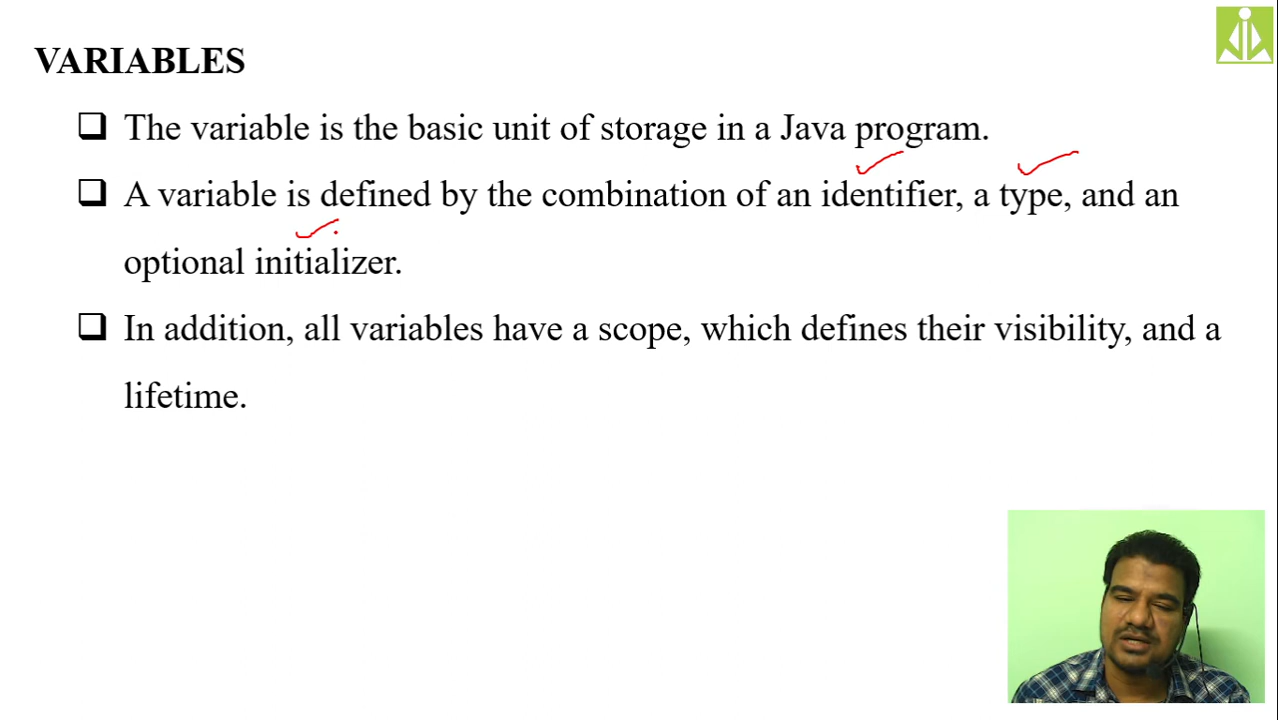 VARIABLES
❑ The variable is the basic unit of storage in a Java program.
❑ A variable is defined by the combination of an identifier, a type, and an
optional initializer.
❑ In addition, all variables have a scope, which defines their visibility, and a
lifetime.